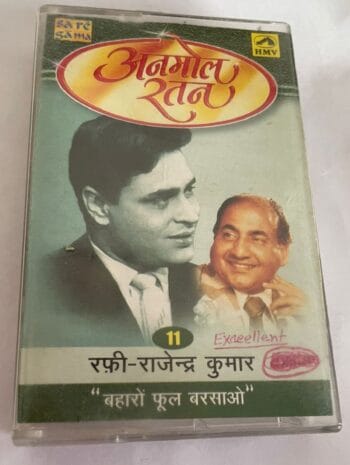 sa re
ga ma
HMV
अनमोल
रतन
11
Excellent
रफ़ी-राजेन्द्र कुमार
"बहारों फूल बरसाओ"